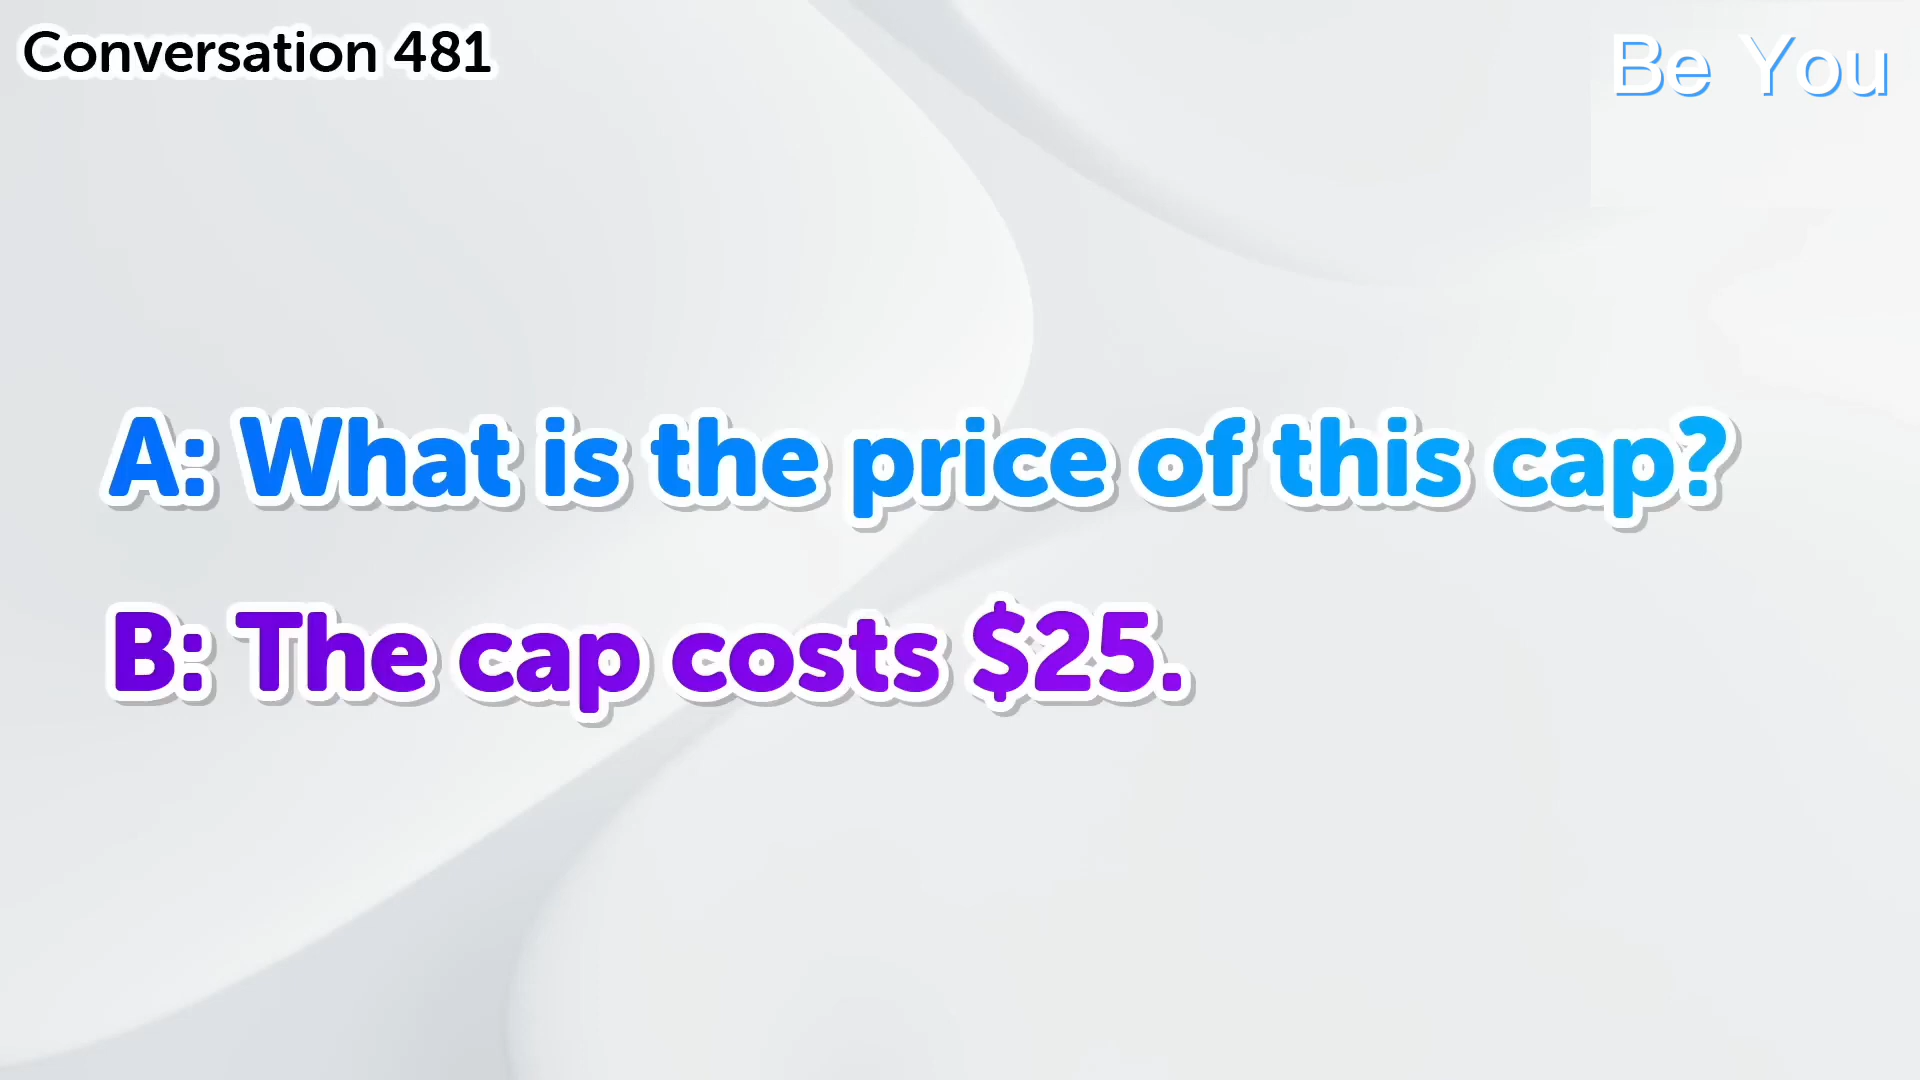 Conversation 481
Be You
A: What is the price of this cap?
B: The cap costs $25.